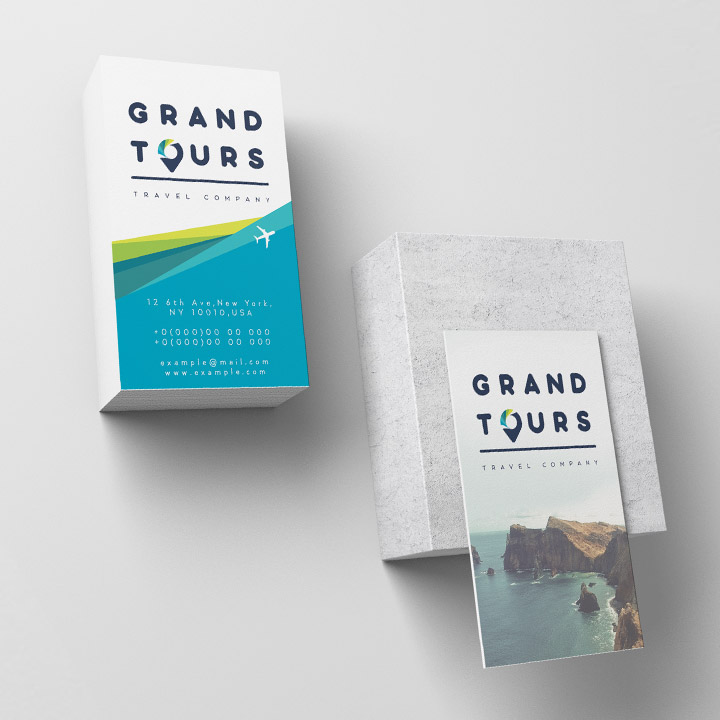 GRAND
TOURS
TRAVEL COMPANY
12 6th Ave,New York,
NY 10010,USA
+0(000)00 00 000
+0(000)00 00 000
example@meil.com
www.example.com
GRAND
TOURS
TRAVEL COMPANY